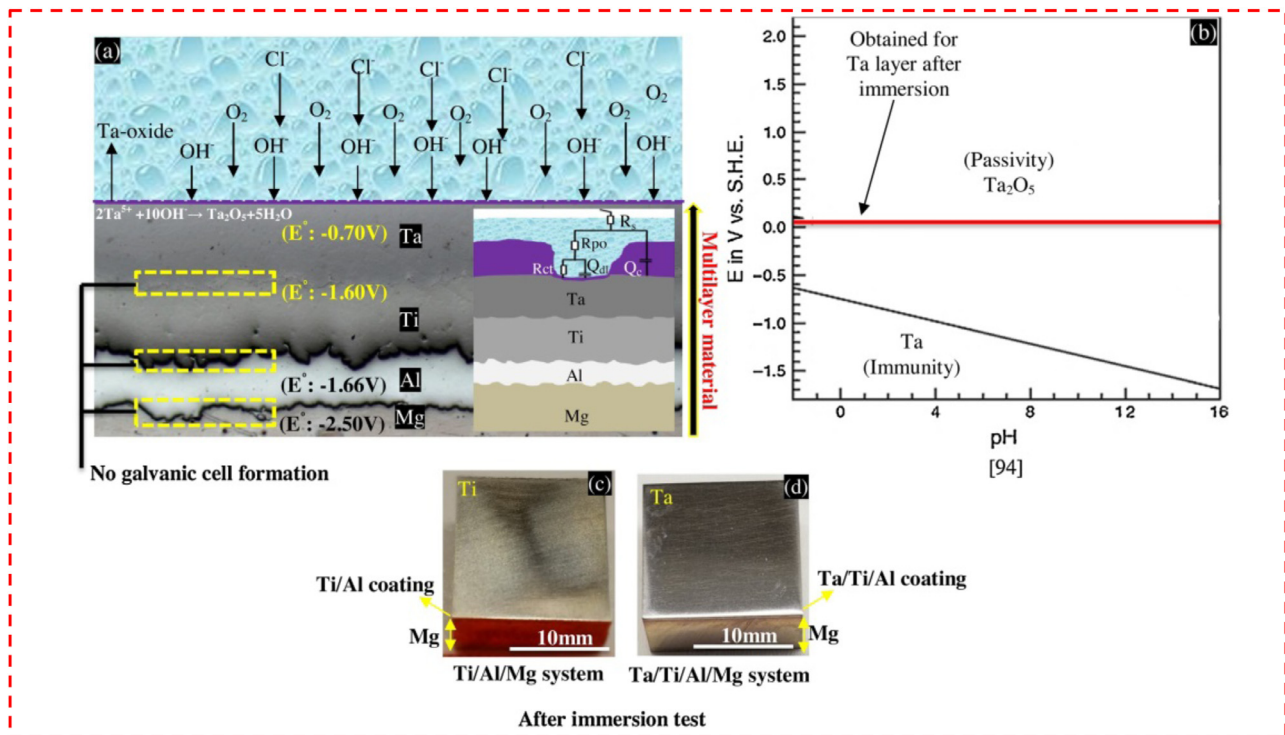 (a)
Cl⁻ Cl⁻ Cl⁻ Cl⁻ Cl⁻
O₂ O₂ O₂ O₂ O₂ O₂ O₂
Ta-oxide
OH⁻ OH⁻ OH⁻ OH⁻ OH⁻ OH⁻
2Ta⁵⁺ +10OH⁻→ Ta₂O₅+5H₂O
(E°: -0.70V) Ta
(E°: -1.60V)
Ti
(E°: -1.66V) Al
(E°: -2.50V) Mg
Rs
Rpo
Rct Qdl Qc
Ta
Ti
Al
Mg
Multilayer material
No galvanic cell formation
(b)
Obtained for
Ta layer after
immersion
(Passivity)
Ta₂O₅
Ta
(Immunity)
E in V vs. S.H.E.
2.0
1.5
1.0
0.5
0.0
-0.5
-1.0
-1.5
0 4 8 12 16
pH
[94]
Ti (c)
Ti/Al coating
Mg
10mm
Ti/Al/Mg system
Ta (d)
Ta/Ti/Al coating
Mg
10mm
Ta/Ti/Al/Mg system
After immersion test